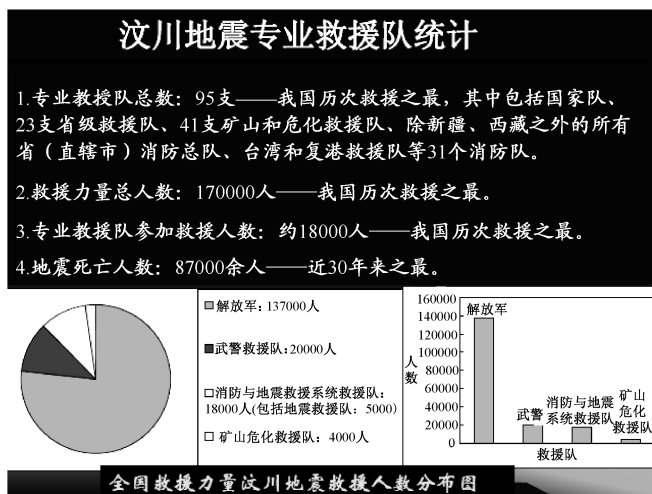 汶川地震专业救援队统计
1.专业教授队总数：95支——我国历次救援之最，其中包括国家队、
23支省级救援队、41支矿山和危化救援队、除新疆、西藏之外的所有
省（直辖市）消防总队、台湾和复港救援队等31个消防队。
2.救援力量总人数：170000人——我国历次救援之最。
3.专业教援队参加救援人数：约18000人——我国历次救援之最。
4.地震死亡人数：87000余人——近30年来之最。
解放军：137000人
武警救援队：20000人
消防与地震救援系统救援队：
18000人(包括地震救援队：5000)
矿山危化救援队：4000人
160000
140000
120000
100000
80000
60000
40000
20000
0
人
数
解放军
武警
消防与地震
系统救援队
矿山
危化
救援队
救援队
全国救援力量汶川地震救援人数分布图